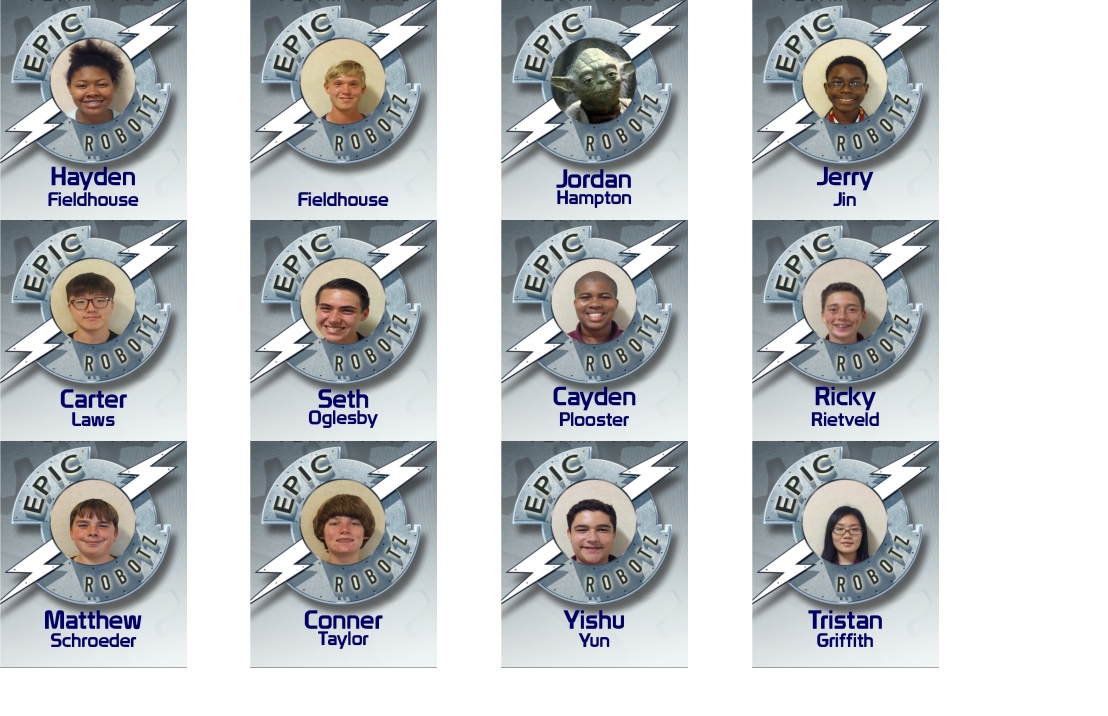 EPIC
ROBOTZ
Hayden
Fieldhouse
EPIC
ROBOTZ
Fieldhouse
EPIC
ROBOTZ
Jordan
Hampton
EPIC
ROBOTZ
Jerry
Jin
EPIC
ROBOTZ
Carter
Laws
EPIC
ROBOTZ
Seth
Oglesby
EPIC
ROBOTZ
Cayden
Plooster
EPIC
ROBOTZ
Ricky
Rietveld
EPIC
ROBOTZ
Matthew
Schroeder
EPIC
ROBOTZ
Conner
Taylor
EPIC
ROBOTZ
Yishu
Yun
EPIC
ROBOTZ
Tristan
Griffith